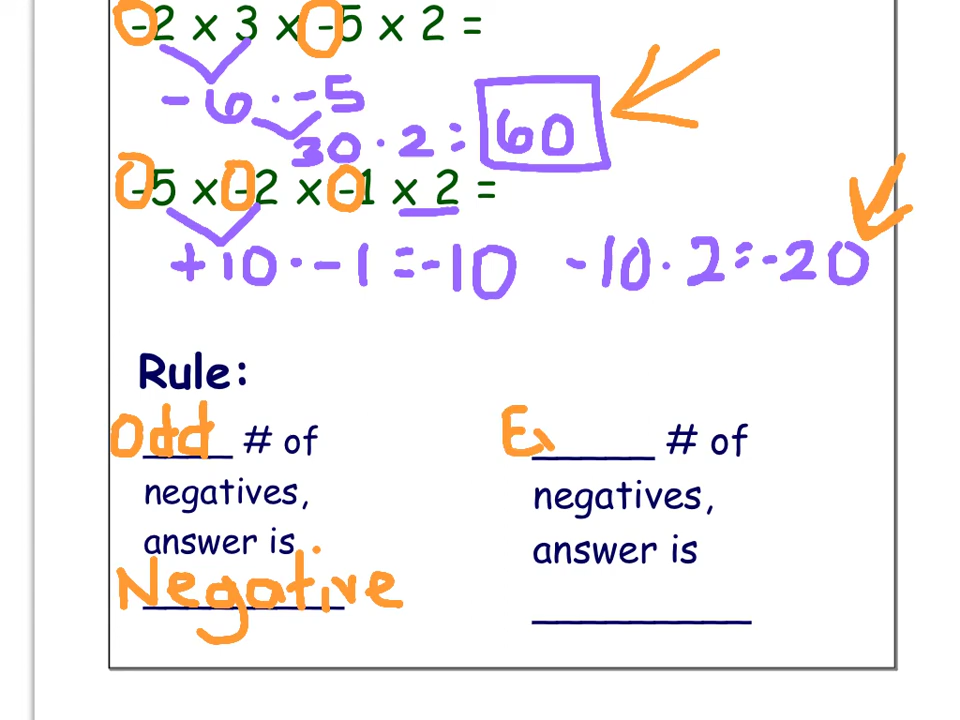 -2 x 3 x -5 x 2 =
-6 · -5
30 · 2 = 60
-5 x -2 x -1 x 2 =
+10 · -1 = -10 -10 · 2 = -20
Rule:
Odd # of
negatives,
answer is
Negative
Ev # of
negatives,
answer is